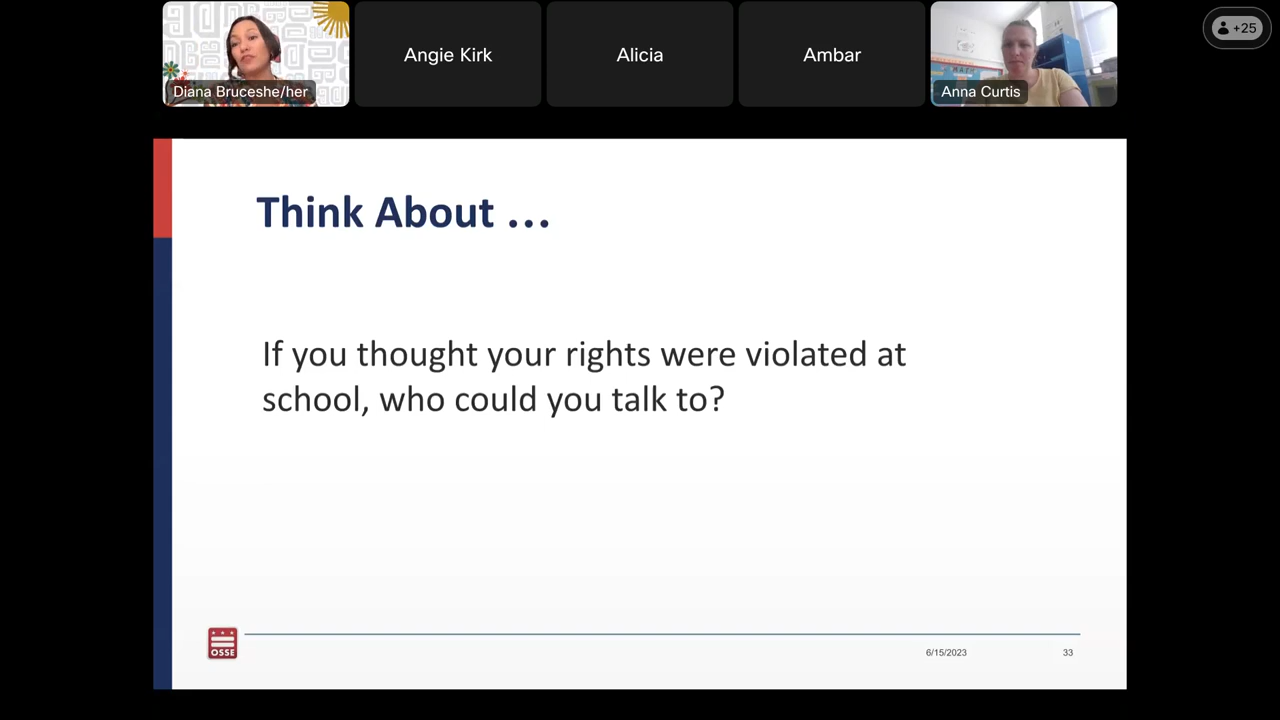 Diana Bruceshe/her
Angie Kirk
Alicia
Ambar
Anna Curtis
+25
MATH
Think About ...
If you thought your rights were violated at
school, who could you talk to?
OSSE
6/15/2023
33